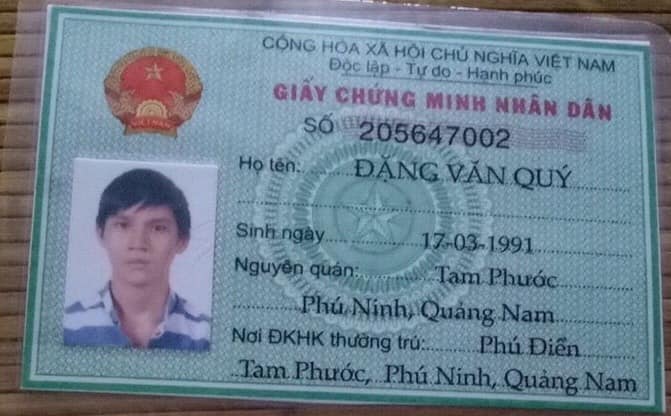 CỘNG HÒA XÃ HỘI CHỦ NGHĨA VIỆT NAM
Độc lập - Tự do - Hạnh phúc
GIẤY CHỨNG MINH NHÂN DÂN
SỐ 205647002
Họ tên: ĐẶNG VĂN QUÝ
Sinh ngày 17-03-1991
Nguyên quán: Tam Phước
Phú Ninh, Quảng Nam
Nơi ĐKHK thường trú: Phú Điền
Tam Phước, Phú Ninh, Quảng Nam
VIỆT NAM